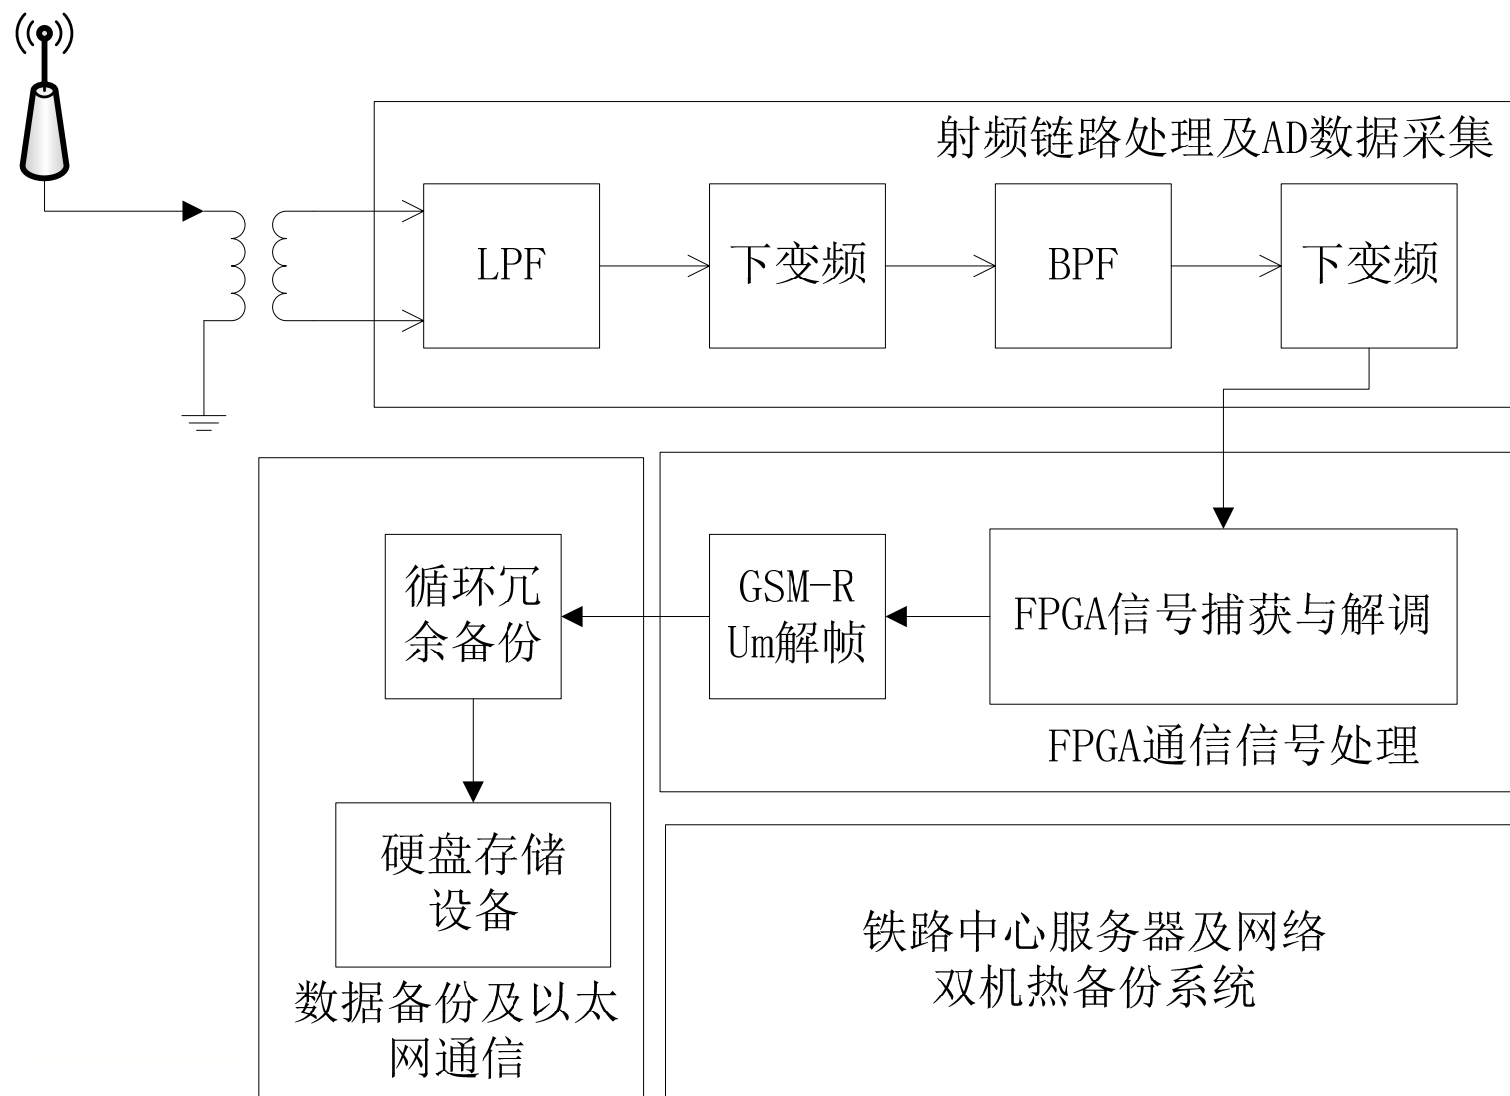 射频链路处理及AD数据采集
LPF
下变频
BPF
下变频
循环冗
余备份
GSM-R
Um解帧
FPGA信号捕获与解调
FPGA通信信号处理
硬盘存储
设备
数据备份及以太
网通信
铁路中心服务器及网络
双机热备份系统